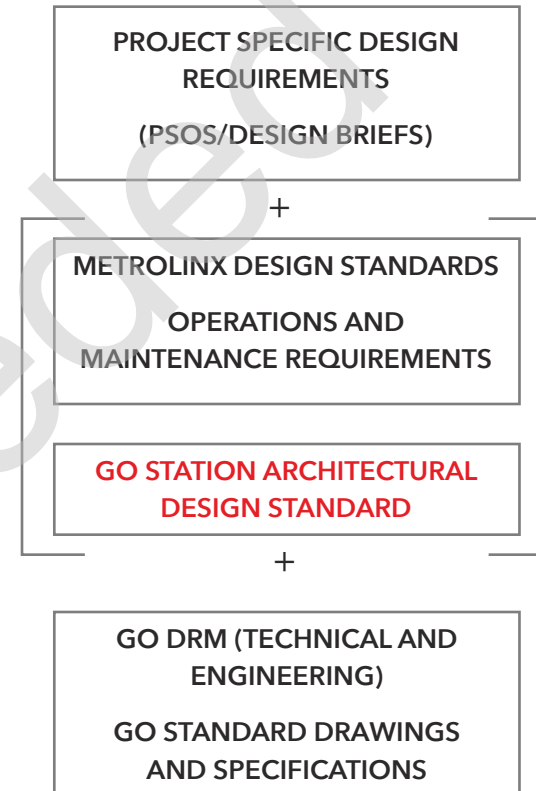 PROJECT SPECIFIC DESIGN
REQUIREMENTS
(PSOS/DESIGN BRIEFS)
+
METROLINX DESIGN STANDARDS
OPERATIONS AND
MAINTENANCE REQUIREMENTS
GO STATION ARCHITECTURAL
DESIGN STANDARD
+
GO DRM (TECHNICAL AND
ENGINEERING)
GO STANDARD DRAWINGS
AND SPECIFICATIONS